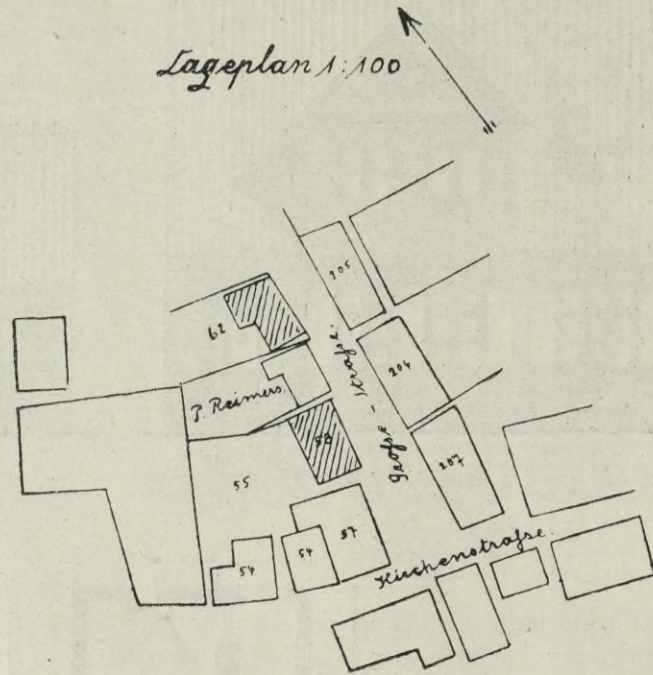 Lageplan 1:100
205
62
204
P. Reimers.
Große-Straße.
58
207
55
57
54
54
Kirchenstraße.